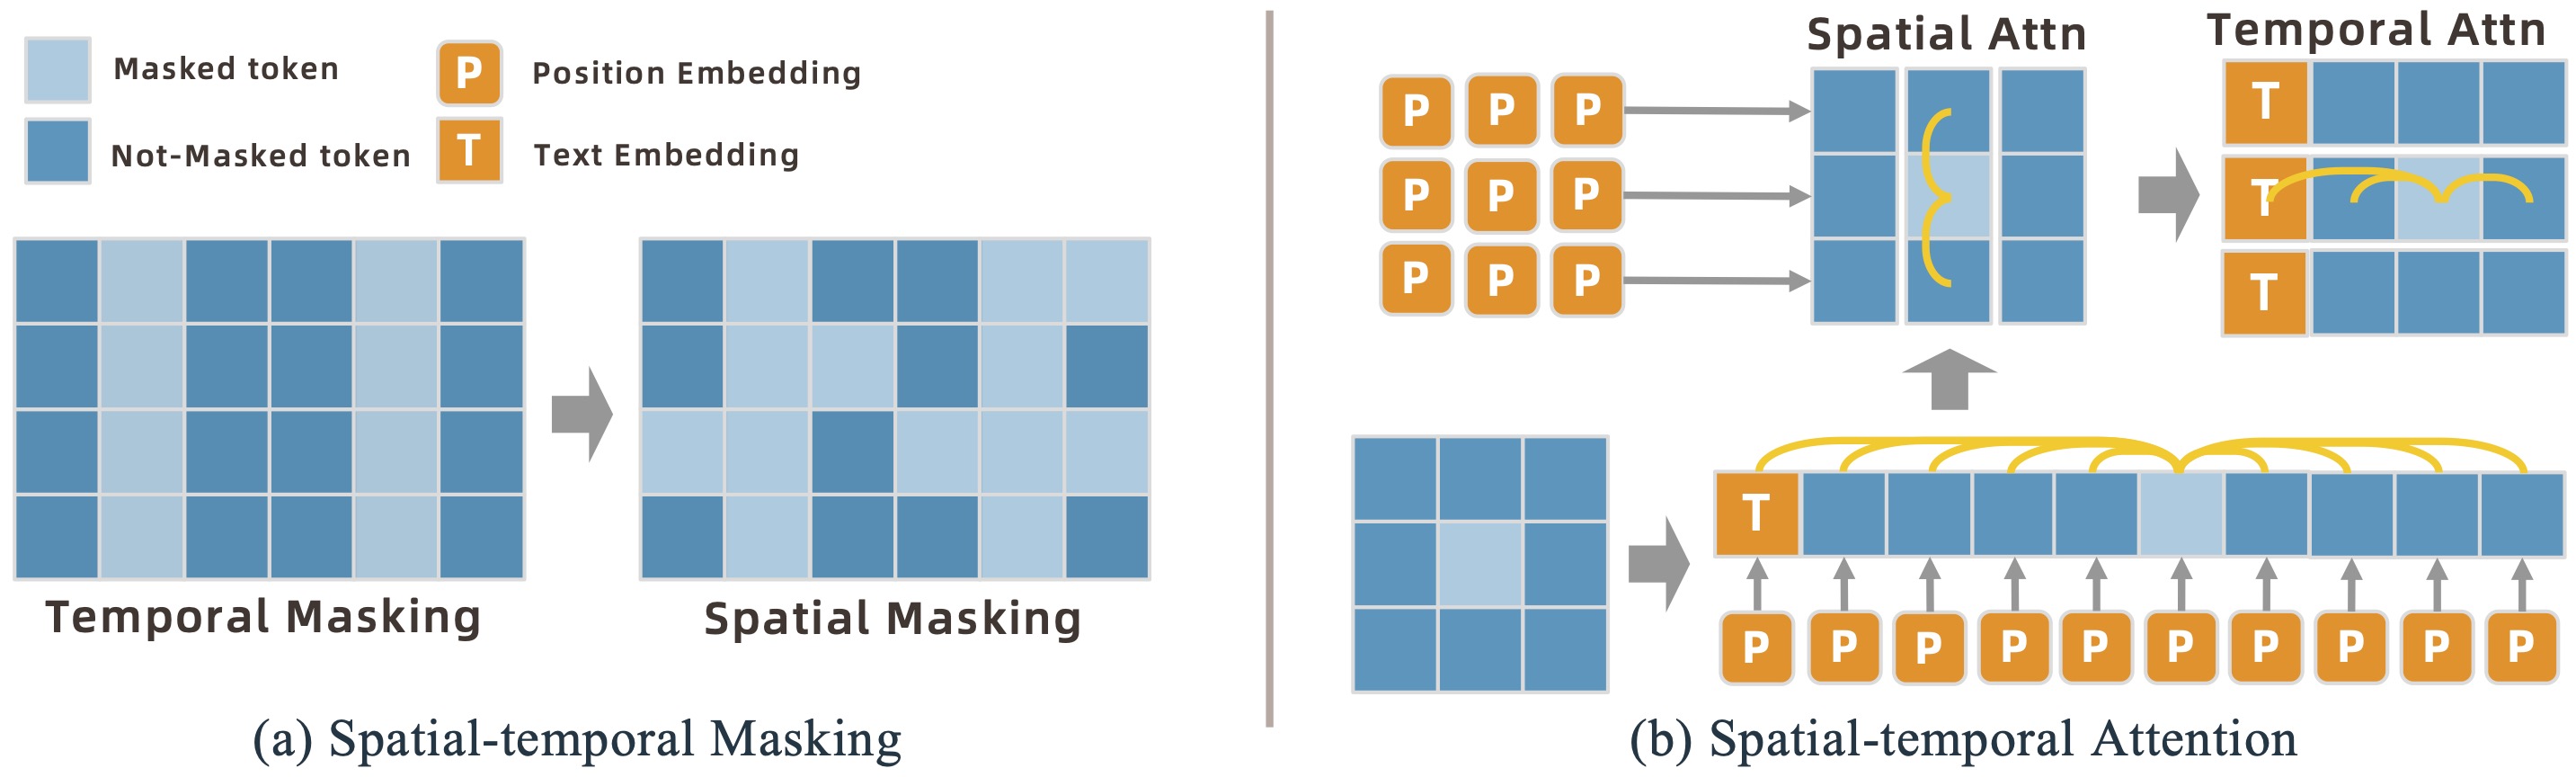 Masked token
P Position Embedding
Not-Masked token
T Text Embedding
Temporal Masking
Spatial Masking
(a) Spatial-temporal Masking
Spatial Attn
Temporal Attn
P P P
P P P
P P P
T
T
T
T
P P P P P P P P P P
(b) Spatial-temporal Attention